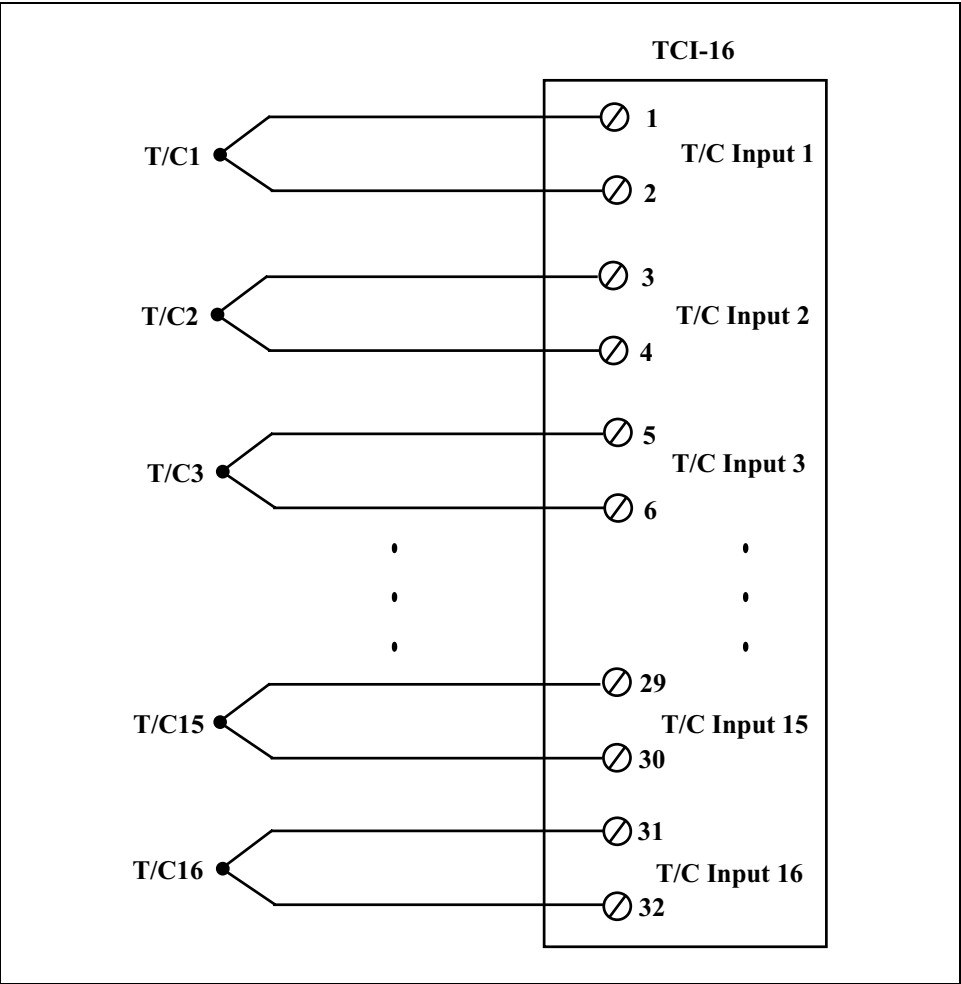 TCI-16
1
T/C1
T/C Input 1
2
3
T/C2
T/C Input 2
4
5
T/C3
T/C Input 3
6
29
T/C15
T/C Input 15
30
31
T/C16
T/C Input 16
32